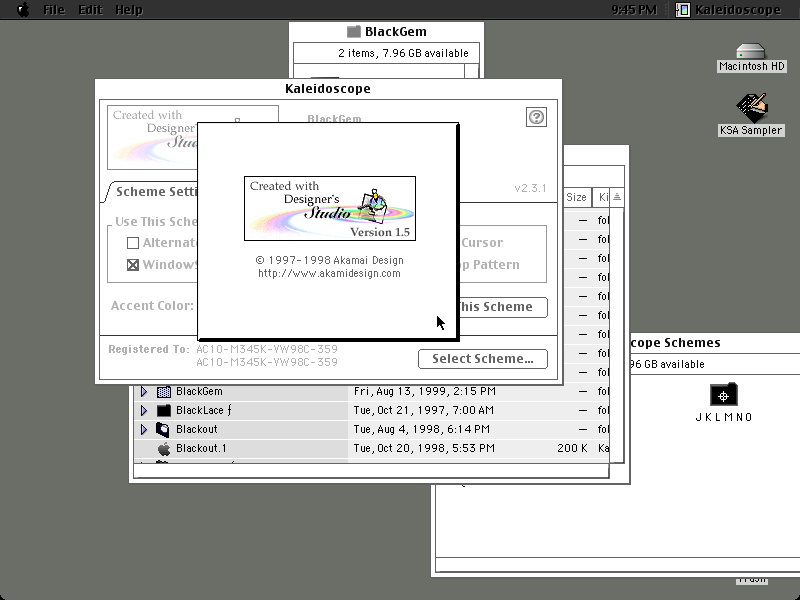 File Edit Help
9:45 PM
Kaleidoscope
BlackGem
2 items, 7.96 GB available
Macintosh HD
KSA Sampler
Kaleidoscope
Created with
Designer's
BlackGem
v2.3.1
Scheme Setti
Use This Sche
Alternat
Window
Cursor
p Pattern
Accent Color:
his Scheme
Registered To:
AC10-M345K-YW98C-359
AC10-M345K-YW98C-359
Select Scheme...
Created with
Designer's
Studio
Version 1.5
© 1997-1998 Akamai Design
http://www.akamidesign.com
Size Ki
— fol
— fol
— fol
— fol
— fol
— fol
— fol
— fol
— fol
BlackGem Fri, Aug 13, 1999, 2:15 PM — fol
BlackLace ƒ Tue, Oct 21, 1997, 7:00 AM — fol
Blackout Tue, Aug 4, 1998, 6:14 PM — fol
Blackout.1 Tue, Oct 20, 1998, 5:53 PM 200 K Ka
cope Schemes
96 GB available
J K L M N O